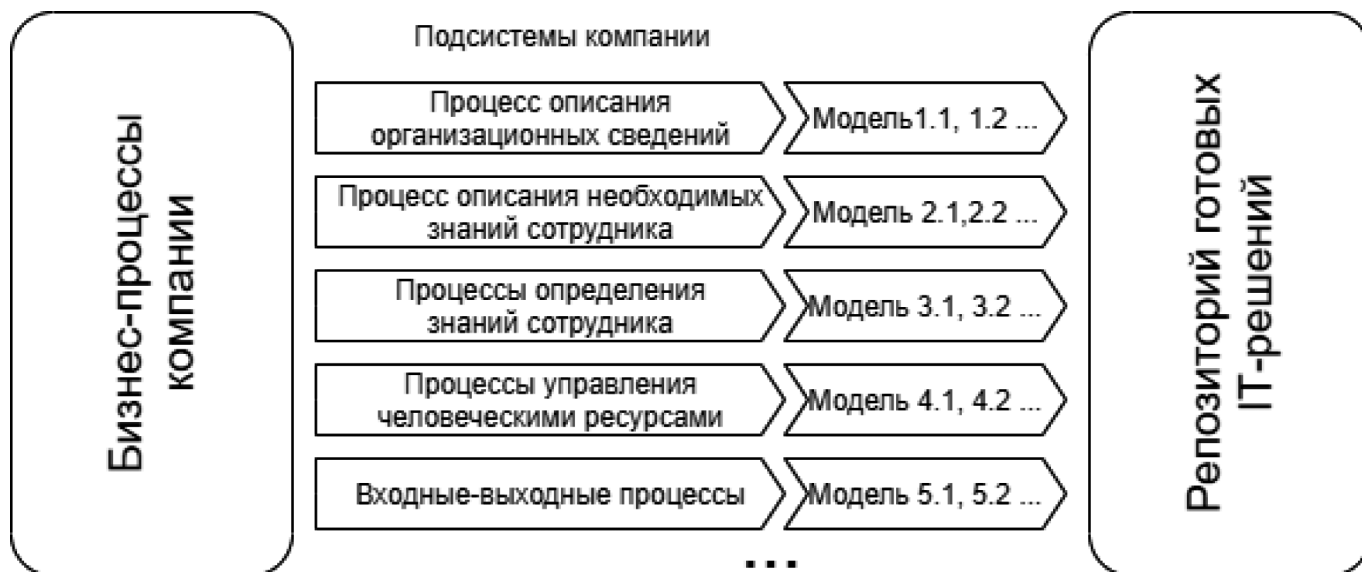 Бизнес-процессы
компании
Подсистемы компании
Процесс описания
организационных сведений
Модель1.1, 1.2 ...
Процесс описания необходимых
знаний сотрудника
Модель 2.1,2.2 ...
Процессы определения
знаний сотрудника
Модель 3.1, 3.2 ...
Процессы управления
человеческими ресурсами
Модель 4.1, 4.2 ...
Входные-выходные процессы
Модель 5.1, 5.2 ...
...
Репозиторий готовых
IT-решений